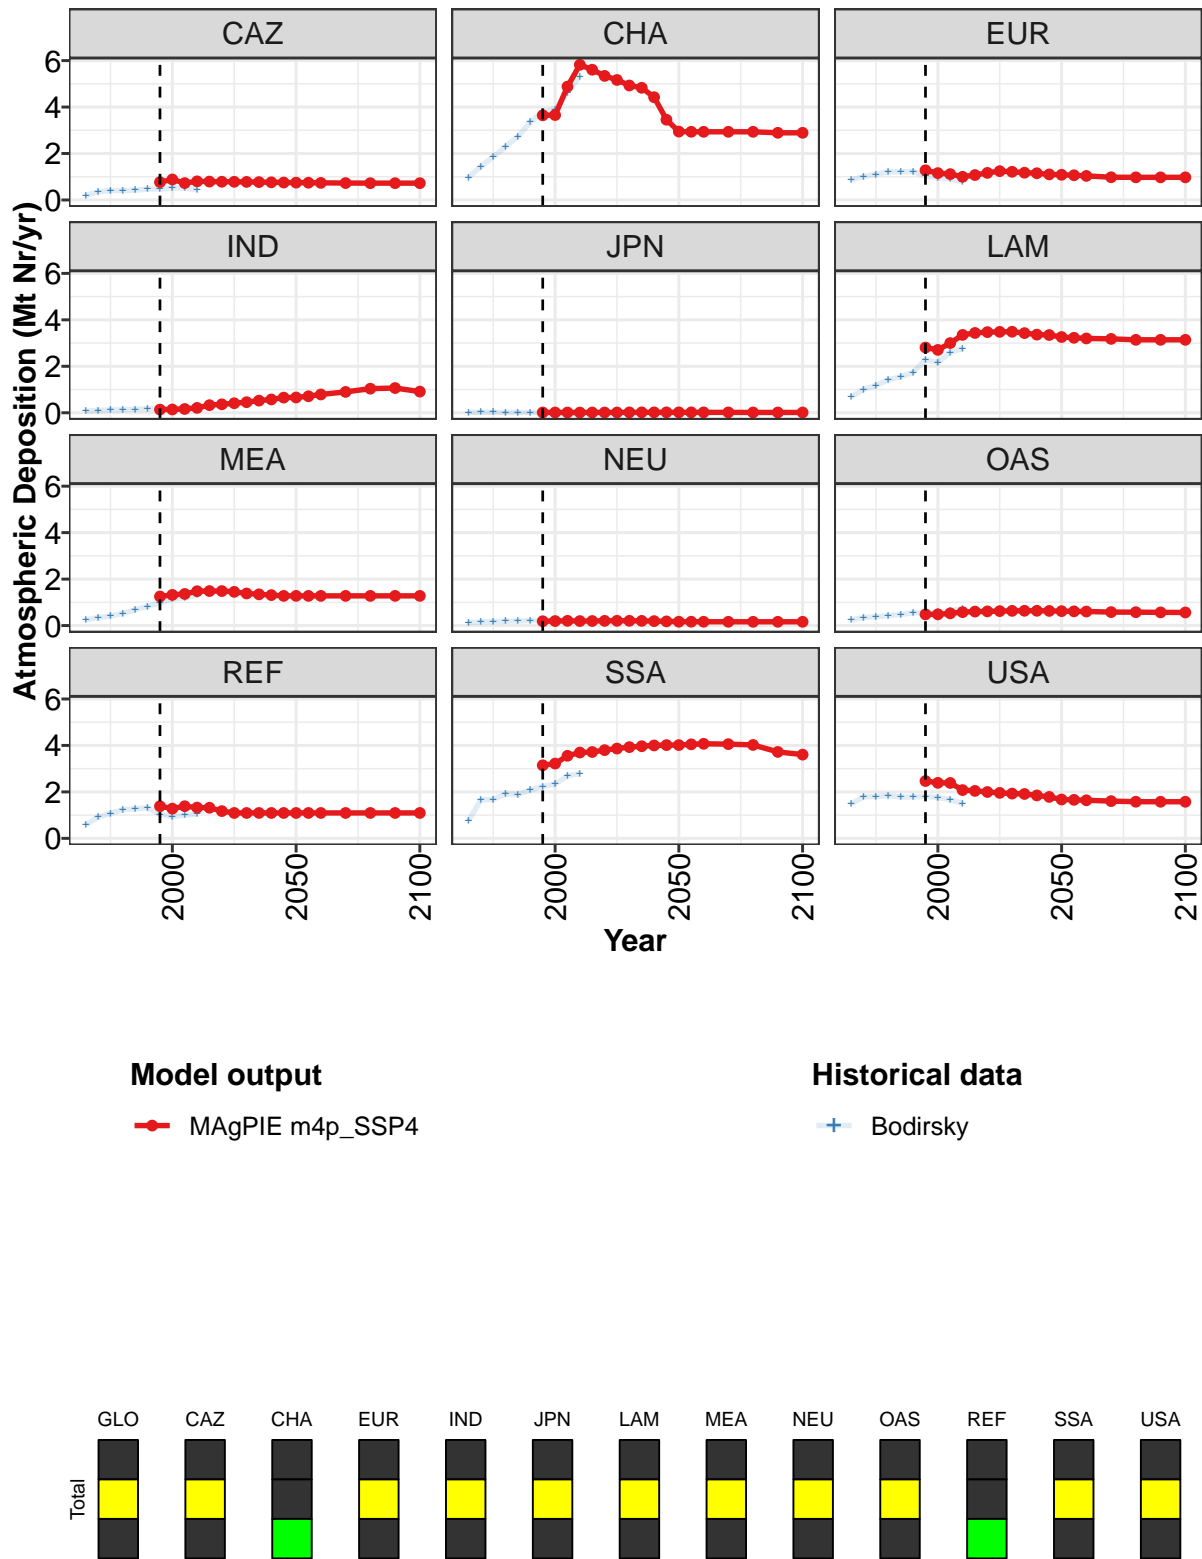 CAZ CHA EUR
6
4
2
0
IND JPN LAM
6
4
2
0
MEA NEU OAS
6
4
2
0
REF SSA USA
6
4
2
0
Atmospheric Deposition (Mt Nr/yr)
2000 2050 2100 2000 2050 2100 2000 2050 2100
Year
Model output
MAgPIE m4p_SSP4
Historical data
Bodirsky
GLO CAZ CHA EUR IND JPN LAM MEA NEU OAS REF SSA USA
Total